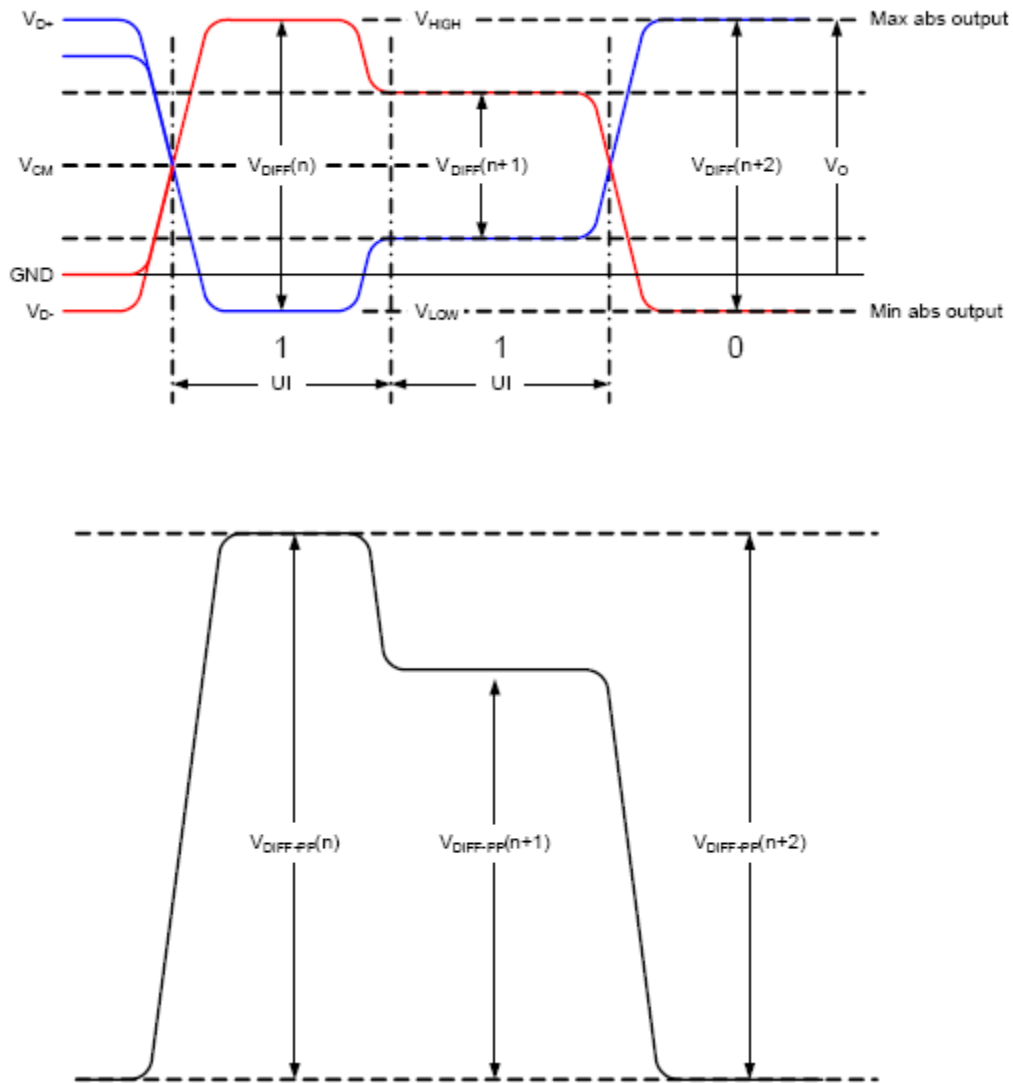 VD+ VHIGH Max abs output
VCM VDIFF(n) VDIFF(n+1) VDIFF(n+2) VO
GND
VD- VLOW Min abs output
1 1 0
UI UI
VDIFF-PP(n) VDIFF-PP(n+1) VDIFF-PP(n+2)